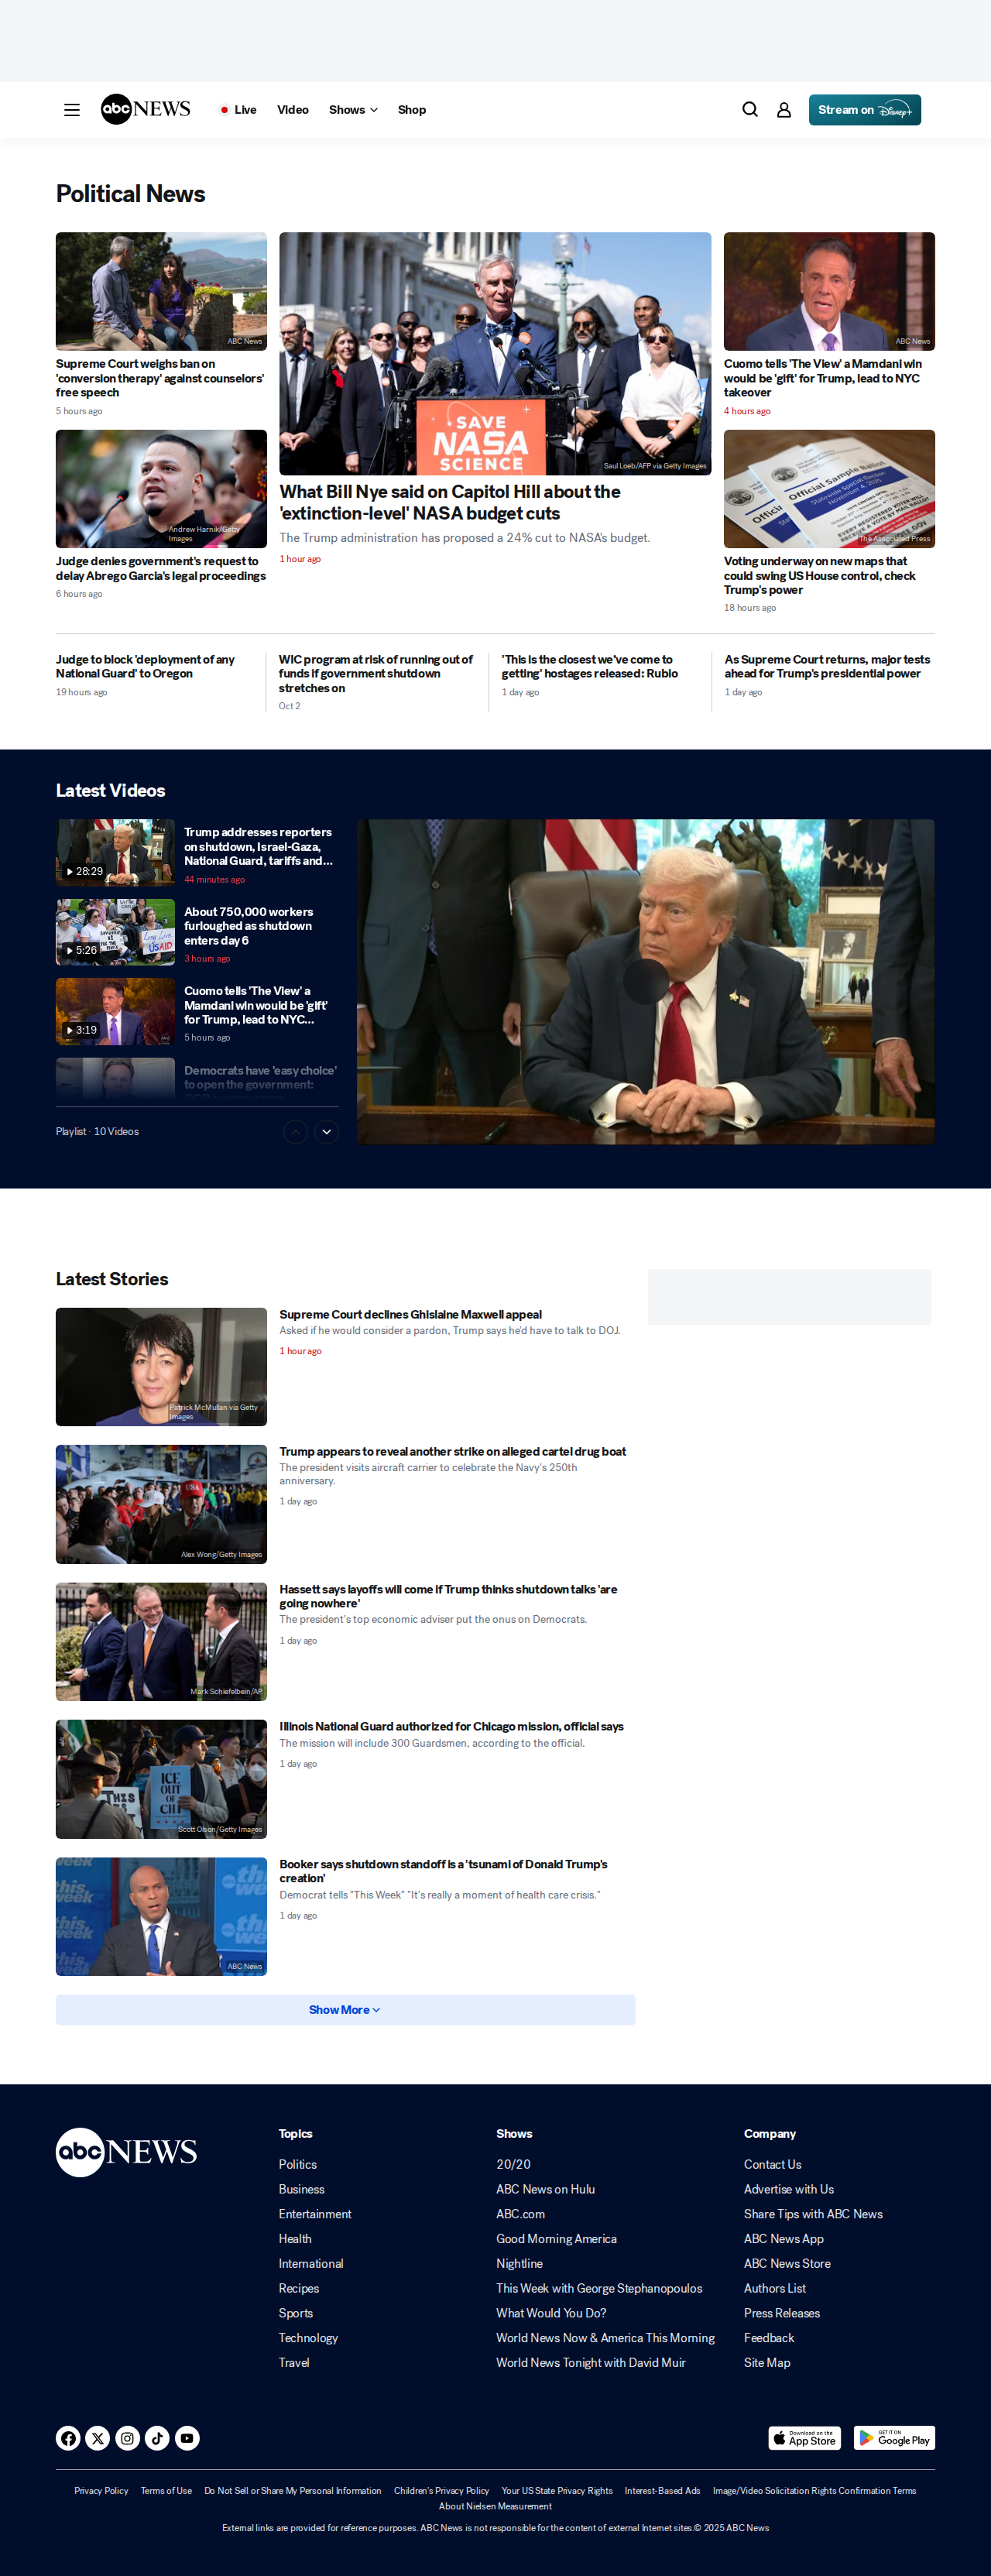 abc NEWS
Live
Video
Shows
Shop
Stream on Disney+
Political News
ABC News
Supreme Court weighs ban on
'conversion therapy' against counselors'
free speech
5 hours ago
Andrew Harnik/Getty
Images
Judge denies government's request to
delay Abrego Garcia's legal proceedings
6 hours ago
SAVE
NASA
SCIENCE
Saul Loeb/AFP via Getty Images
What Bill Nye said on Capitol Hill about the
'extinction-level' NASA budget cuts
The Trump administration has proposed a 24% cut to NASA's budget.
1 hour ago
ABC News
Cuomo tells 'The View' a Mamdani win
would be 'gift' for Trump, lead to NYC
takeover
4 hours ago
Official Sample Ballot
The Associated Press
Voting underway on new maps that
could swing US House control, check
Trump's power
18 hours ago
Judge to block 'deployment of any
National Guard' to Oregon
19 hours ago
WIC program at risk of running out of
funds if government shutdown
stretches on
Oct 2
'This is the closest we've come to
getting' hostages released: Rubio
1 day ago
As Supreme Court returns, major tests
ahead for Trump's presidential power
1 day ago
Latest Videos
28:29
Trump addresses reporters
on shutdown, Israel-Gaza,
National Guard, tariffs and...
44 minutes ago
5:26
About 750,000 workers
furloughed as shutdown
enters day 6
3 hours ago
3:19
Cuomo tells 'The View' a
Mamdani win would be 'gift'
for Trump, lead to NYC...
5 hours ago
Democrats have 'easy choice'
to open the government:
Playlist · 10 Videos
Latest Stories
Patrick McMullan via Getty
Images
Supreme Court declines Ghislaine Maxwell appeal
Asked if he would consider a pardon, Trump says he'd have to talk to DOJ.
1 hour ago
USA
Alex Wong/Getty Images
Trump appears to reveal another strike on alleged cartel drug boat
The president visits aircraft carrier to celebrate the Navy's 250th
anniversary.
1 day ago
Mark Schiefelbein/AP
Hassett says layoffs will come if Trump thinks shutdown talks 'are
going nowhere'
The president's top economic adviser put the onus on Democrats.
1 day ago
ICE
OUT OF
CHI
Scott Olson/Getty Images
Illinois National Guard authorized for Chicago mission, official says
The mission will include 300 Guardsmen, according to the official.
1 day ago
this
week
ABC News
Booker says shutdown standoff is a 'tsunami of Donald Trump's
creation'
Democrat tells "This Week" "It's really a moment of health care crisis."
1 day ago
Show More
abc NEWS
Topics
Politics
Business
Entertainment
Health
International
Recipes
Sports
Technology
Travel
Shows
20/20
ABC News on Hulu
ABC.com
Good Morning America
Nightline
This Week with George Stephanopoulos
What Would You Do?
World News Now & America This Morning
World News Tonight with David Muir
Company
Contact Us
Advertise with Us
Share Tips with ABC News
ABC News App
ABC News Store
Authors List
Press Releases
Feedback
Site Map
Download on the
App Store
GET IT ON
Google Play
Privacy Policy Terms of Use Do Not Sell or Share My Personal Information Children's Privacy Policy Your US State Privacy Rights Interest-Based Ads Image/Video Solicitation Rights Confirmation Terms
About Nielsen Measurement
External links are provided for reference purposes. ABC News is not responsible for the content of external Internet sites.© 2025 ABC News